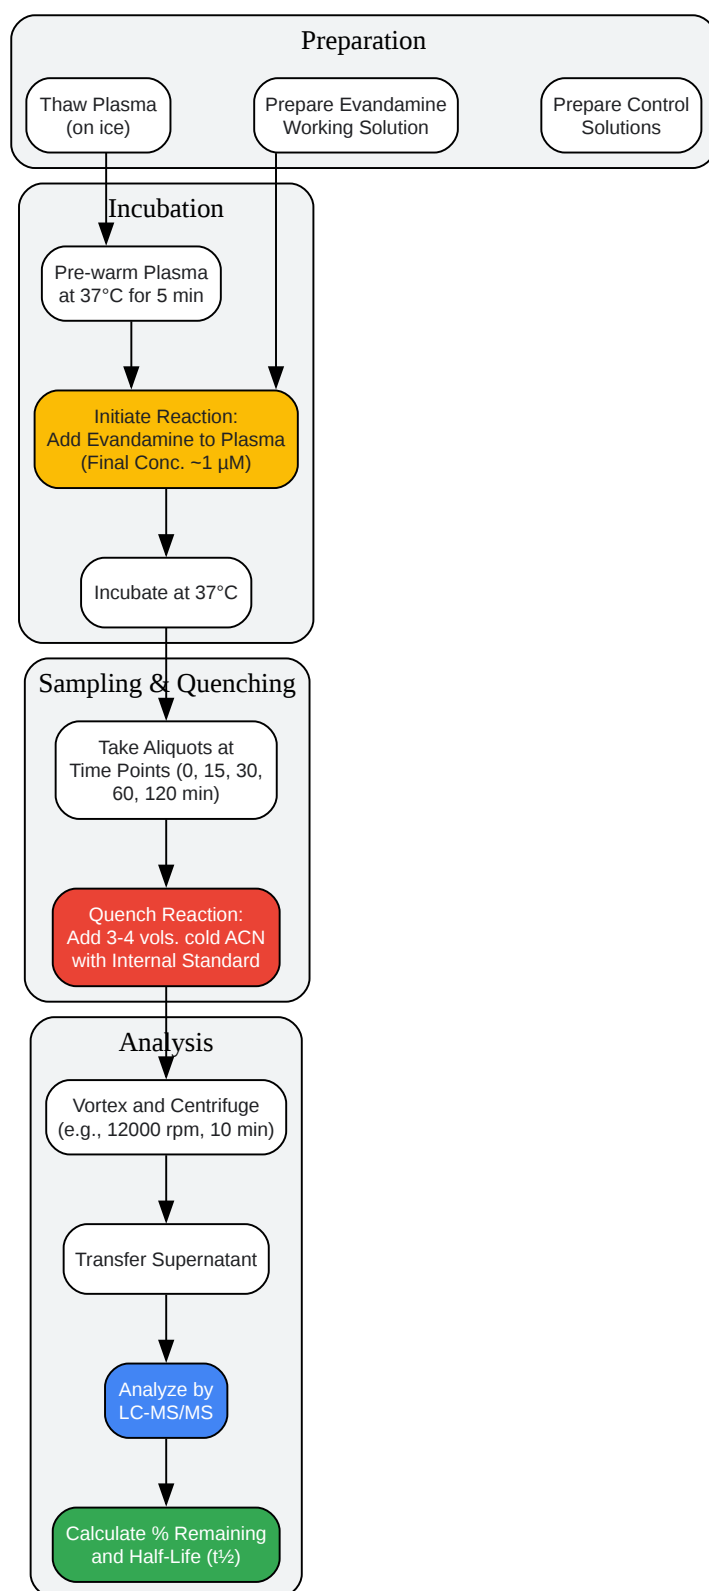 Preparation
Thaw Plasma
(on ice)
Prepare Evandamine
Working Solution
Prepare Control
Solutions
Incubation
Pre-warm Plasma
at 37°C for 5 min
Initiate Reaction:
Add Evandamine to Plasma
(Final Conc. ~1 µM)
Incubate at 37°C
Sampling & Quenching
Take Aliquots at
Time Points (0, 15, 30,
60, 120 min)
Quench Reaction:
Add 3-4 vols. cold ACN
with Internal Standard
Analysis
Vortex and Centrifuge
(e.g., 12000 rpm, 10 min)
Transfer Supernatant
Analyze by
LC-MS/MS
Calculate % Remaining
and Half-Life (t½)